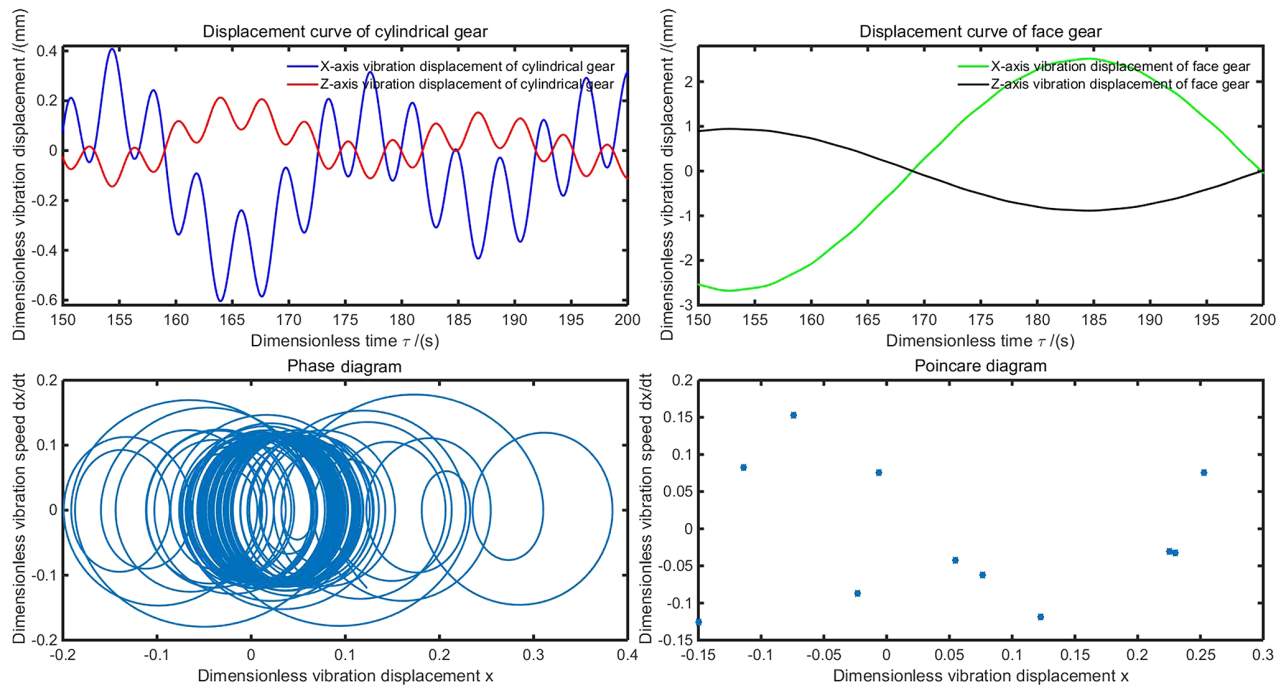 Displacement curve of cylindrical gear
Dimensionless vibration displacement /(mm)
X-axis vibration displacement of cylindrical gear
Z-axis vibration displacement of cylindrical gear
0.4
0.2
0
-0.2
-0.4
-0.6
150 155 160 165 170 175 180 185 190 195 200
Dimensionless time τ /(s)
Displacement curve of face gear
Dimensionless vibration displacement /(mm)
X-axis vibration displacement of face gear
Z-axis vibration displacement of face gear
2
1
0
-1
-2
-3
150 155 160 165 170 175 180 185 190 195 200
Dimensionless time τ /(s)
Phase diagram
Dimensionless vibration speed dx/dt
0.2
0.1
0
-0.1
-0.2
-0.2 -0.1 0 0.1 0.2 0.3 0.4
Dimensionless vibration displacement x
Poincare diagram
Dimensionless vibration speed dx/dt
0.2
0.15
0.1
0.05
0
-0.05
-0.1
-0.15
-0.15 -0.1 -0.05 0 0.05 0.1 0.15 0.2 0.25 0.3
Dimensionless vibration displacement x